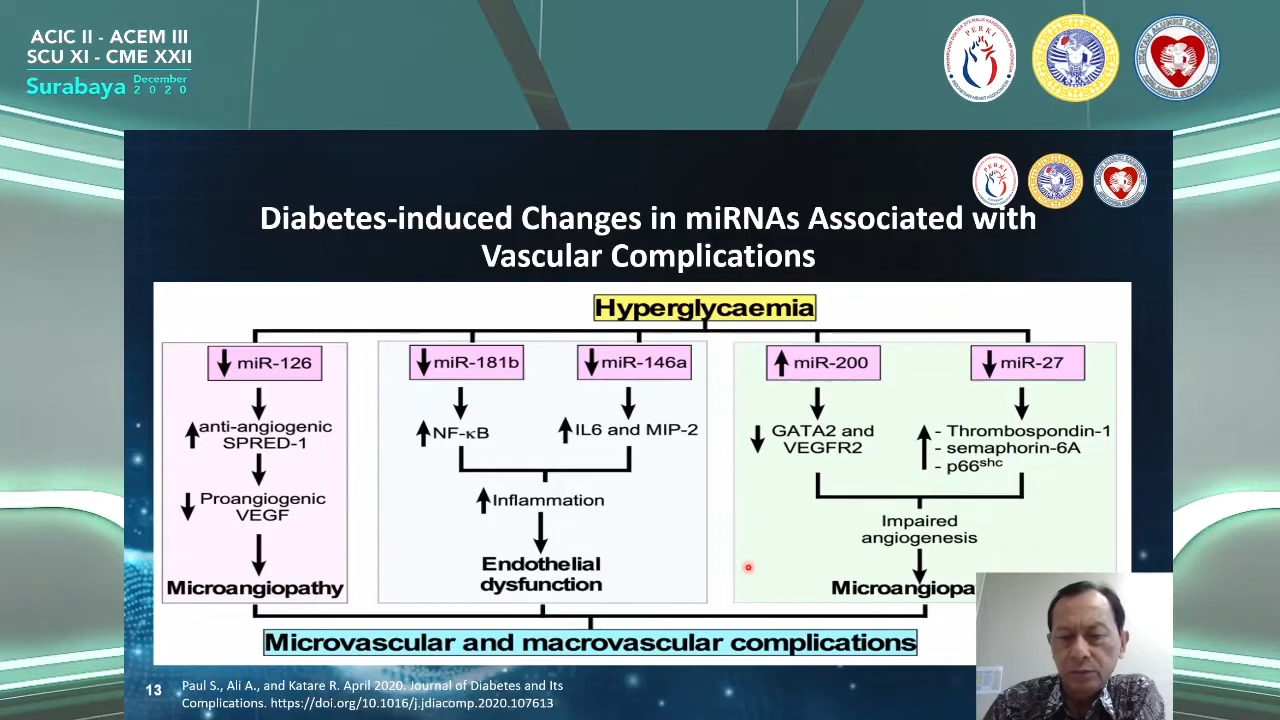 ACIC II - ACEM III
SCU XI - CME XXII
Surabaya December 2020
PERKI
PERKI
Diabetes-induced Changes in miRNAs Associated with
Vascular Complications
Hyperglycaemia
miR-126
miR-181b
miR-146a
miR-200
miR-27
anti-angiogenic
SPRED-1
NF-κB
IL6 and MIP-2
GATA2 and
VEGFR2
- Thrombospondin-1
- semaphorin-6A
- p66shc
Proangiogenic
VEGF
Inflammation
Impaired
angiogenesis
Microangiopathy
Endothelial
dysfunction
Microangiopa
Microvascular and macrovascular complications
13
Paul S., Ali A., and Katare R. April 2020. Journal of Diabetes and Its
Complications. https://doi.org/10.1016/j.jdiacomp.2020.107613